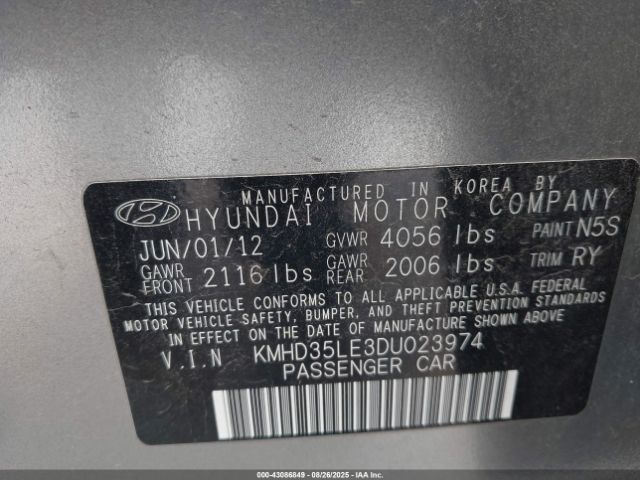 MANUFACTURED IN KOREA BY
HYUNDAI MOTOR COMPANY
JUN/01/12 GVWR 4056 lbs PAINT N5S
GAWR FRONT 2116 lbs GAWR REAR 2006 lbs TRIM RY
THIS VEHICLE CONFORMS TO ALL APPLICABLE U.S.A. FEDERAL
MOTOR VEHICLE SAFETY, BUMPER, AND THEFT PREVENTION STANDARDS
IN EFFECT ON THE DATE OF MANUFACTURE SHOWN ABOVE
V.I.N KMHD35LE3DU023974
PASSENGER CAR
000-43086849 - 08/26/2025 - IAA Inc.